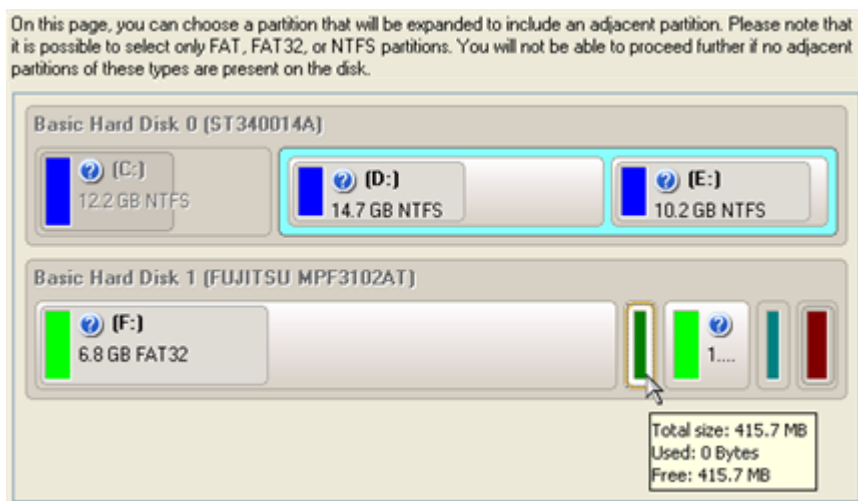 On this page, you can choose a partition that will be expanded to include an adjacent partition. Please note that
it is possible to select only FAT, FAT32, or NTFS partitions. You will not be able to proceed further if no adjacent
partitions of these types are present on the disk.
Basic Hard Disk 0 (ST340014A)
(C:)
12.2 GB NTFS
(D:)
14.7 GB NTFS
(E:)
10.2 GB NTFS
Basic Hard Disk 1 (FUJITSU MPF3102AT)
(F:)
6.8 GB FAT32
1....
Total size: 415.7 MB
Used: 0 Bytes
Free: 415.7 MB